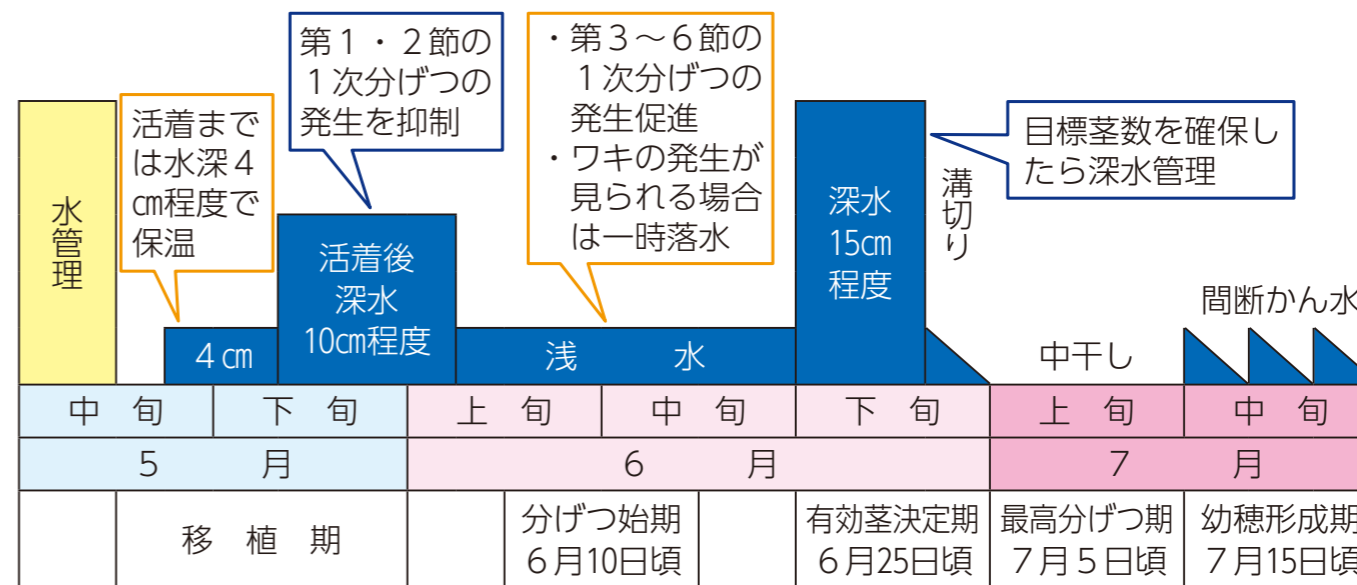 水管理
活着まで
は水深４
㎝程度で
保温
第１・２節の
１次分げつの
発生を抑制
・第３～６節の
１次分げつの
発生促進
・ワキの発生が
見られる場合
は一時落水
目標茎数を確保し
たら深水管理
４㎝
活着後
深水
10㎝程度
浅 水
深水
15㎝
程度
溝切り
中干し
間断かん水
中 旬
下 旬
上 旬
中 旬
下 旬
上 旬
中 旬
５ 月
６ 月
７ 月
移 植 期
分げつ始期
６月10日頃
有効茎決定期
６月25日頃
最高分げつ期
７月５日頃
幼穂形成期
７月15日頃